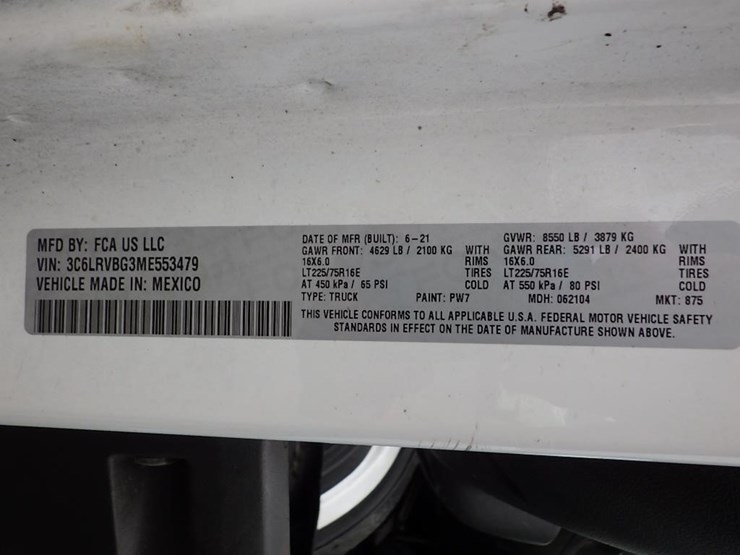 MFD BY: FCA US LLC
VIN: 3C6LRVBG3ME553479
VEHICLE MADE IN: MEXICO
DATE OF MFR (BUILT): 6-21 GVWR: 8550 LB / 3879 KG
GAWR FRONT: 4629 LB / 2100 KG WITH GAWR REAR: 5291 LB / 2400 KG WITH
16X6.0 RIMS 16X6.0 RIMS
LT225/75R16E TIRES LT225/75R16E TIRES
AT 450 kPa / 65 PSI COLD AT 550 kPa / 80 PSI COLD
TYPE: TRUCK PAINT: PW7 MDH: 062104 MKT: 875
THIS VEHICLE CONFORMS TO ALL APPLICABLE U.S.A. FEDERAL MOTOR VEHICLE SAFETY
STANDARDS IN EFFECT ON THE DATE OF MANUFACTURE SHOWN ABOVE.